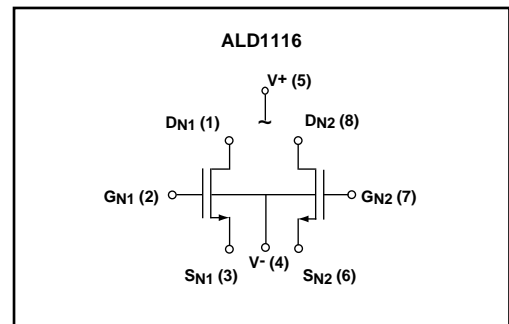 ALD1116
V+ (5)
~
DN1 (1) DN2 (8)
GN1 (2) GN2 (7)
SN1 (3) V- (4) SN2 (6)